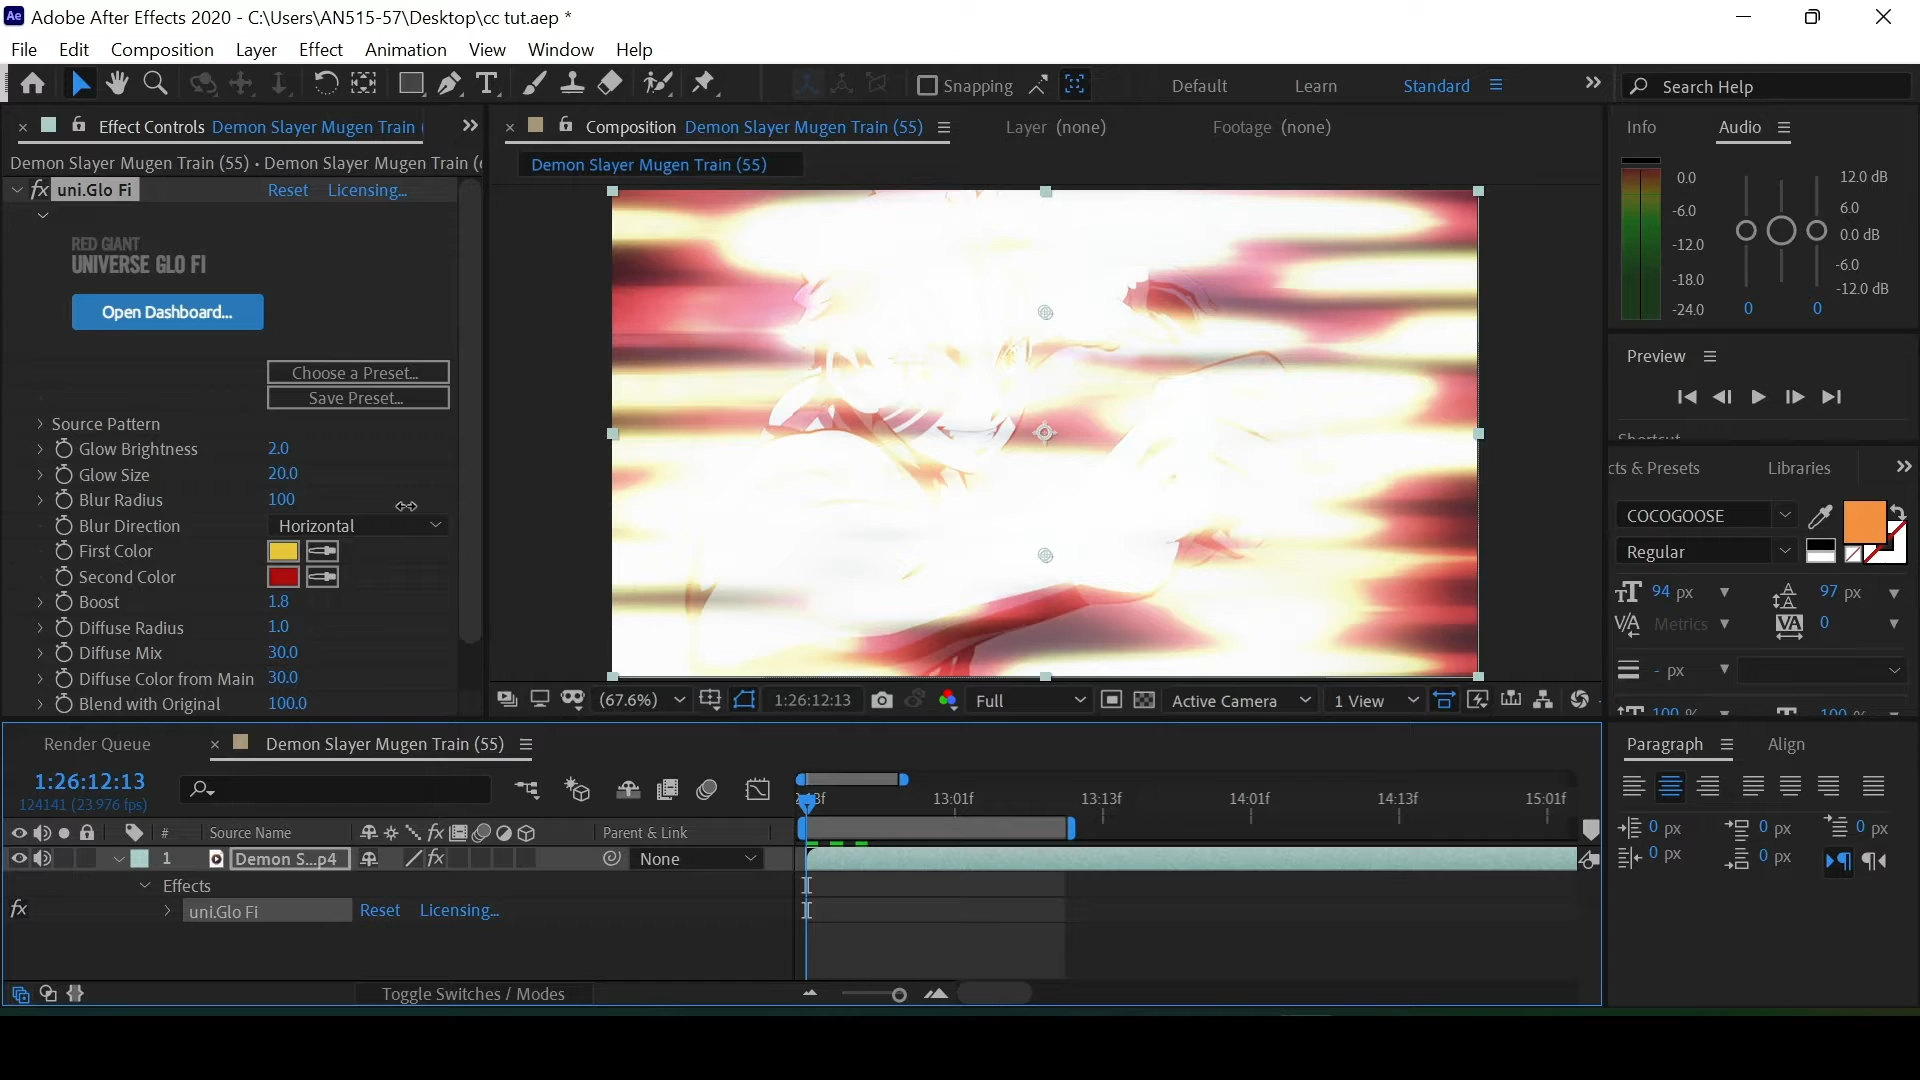 Ae Adobe After Effects 2020 - C:\Users\AN515-57\Desktop\cc tut.aep *
File Edit Composition Layer Effect Animation View Window Help
Snapping Default Learn Standard Search Help
Effect Controls Demon Slayer Mugen Train
Composition Demon Slayer Mugen Train (55) Layer (none) Footage (none)
Info Audio
Demon Slayer Mugen Train (55) • Demon Slayer Mugen Train (
Demon Slayer Mugen Train (55)
fx uni.Glo Fi Reset Licensing...
RED GIANT
UNIVERSE GLO FI
Open Dashboard...
Choose a Preset...
Save Preset...
Source Pattern
Glow Brightness 2.0
Glow Size 20.0
Blur Radius 100
Blur Direction Horizontal
First Color
Second Color
Boost 1.8
Diffuse Radius 1.0
Diffuse Mix 30.0
Diffuse Color from Main 30.0
Blend with Original 100.0
(67.6%) 1:26:12:13 Full Active Camera 1 View
0.0
-6.0
-12.0
-18.0
-24.0
12.0 dB
6.0
0.0 dB
-6.0
-12.0 dB
0 0
Preview
cts & Presets Libraries
COCOGOOSE
Regular
94 px 97 px
Metrics 0
- px
100 % 100 %
Render Queue Demon Slayer Mugen Train (55)
1:26:12:13
124141 (23.976 fps)
13:01f 13:13f 14:01f 14:13f 15:01f
# Source Name fx Parent & Link
1 Demon S...p4 fx None
Effects
fx uni.Glo Fi Reset Licensing...
Toggle Switches / Modes
Paragraph Align
0 px 0 px 0 px
0 px 0 px